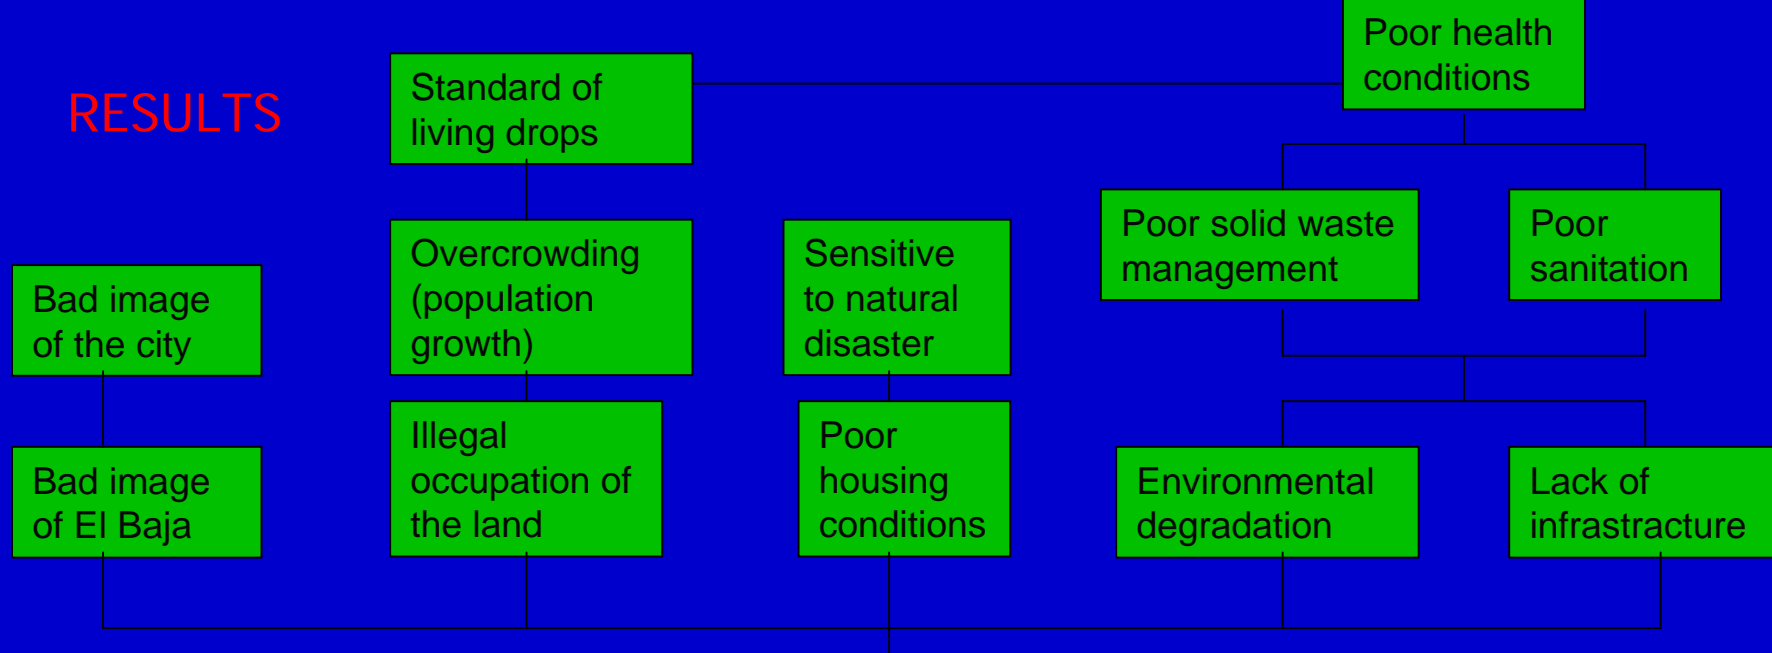 RESULTS
Standard of
living drops
Poor health
conditions
Bad image
of the city
Overcrowding
(population
growth)
Sensitive
to natural
disaster
Poor solid waste
management
Poor
sanitation
Bad image
of El Baja
Illegal
occupation of
the land
Poor
housing
conditions
Environmental
degradation
Lack of
infrastracture